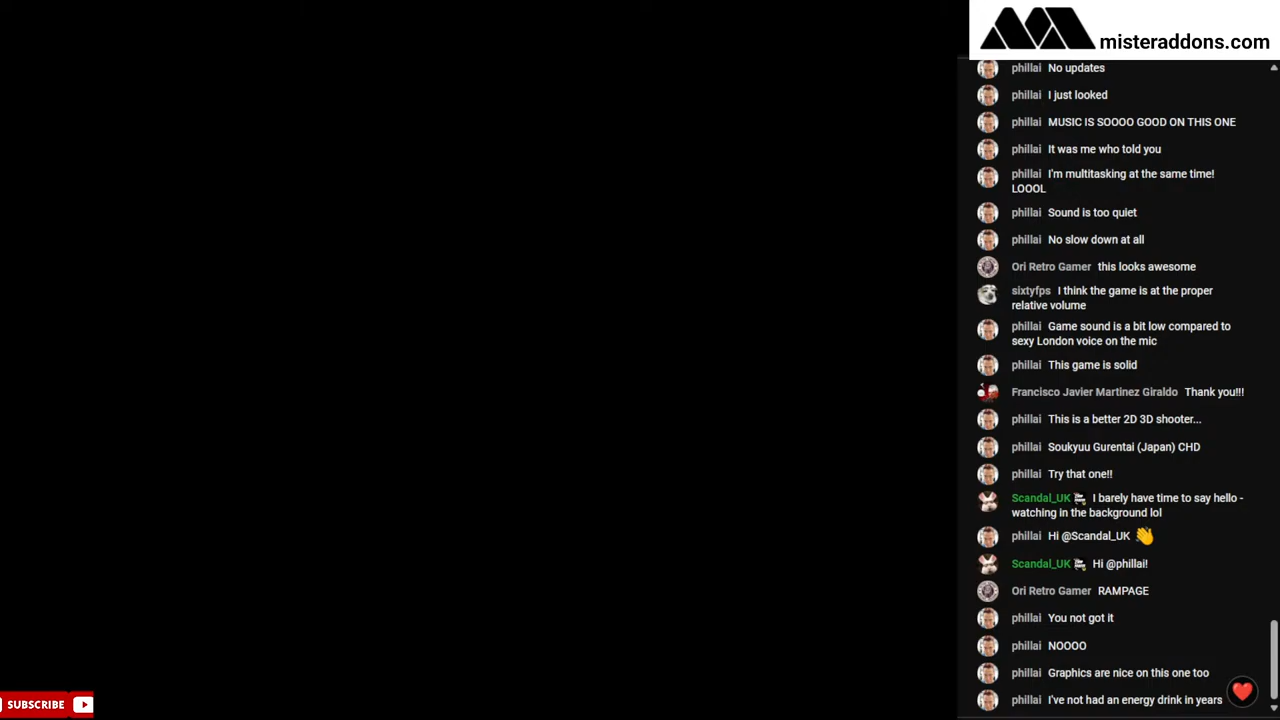 misteraddons.com
phillai No updates
phillai I just looked
phillai MUSIC IS SOOOO GOOD ON THIS ONE
phillai It was me who told you
phillai I'm multitasking at the same time!
LOOOL
phillai Sound is too quiet
phillai No slow down at all
Ori Retro Gamer this looks awesome
sixtyfps I think the game is at the proper
relative volume
phillai Game sound is a bit low compared to
sexy London voice on the mic
phillai This game is solid
Francisco Javier Martinez Giraldo Thank you!!!
phillai This is a better 2D 3D shooter...
phillai Soukyuu Gurentai (Japan) CHD
phillai Try that one!!
Scandal_UK I barely have time to say hello -
watching in the background lol
phillai Hi @Scandal_UK 👋
Scandal_UK Hi @phillai!
Ori Retro Gamer RAMPAGE
phillai You not got it
phillai NOOOO
phillai Graphics are nice on this one too
phillai I've not had an energy drink in years
SUBSCRIBE